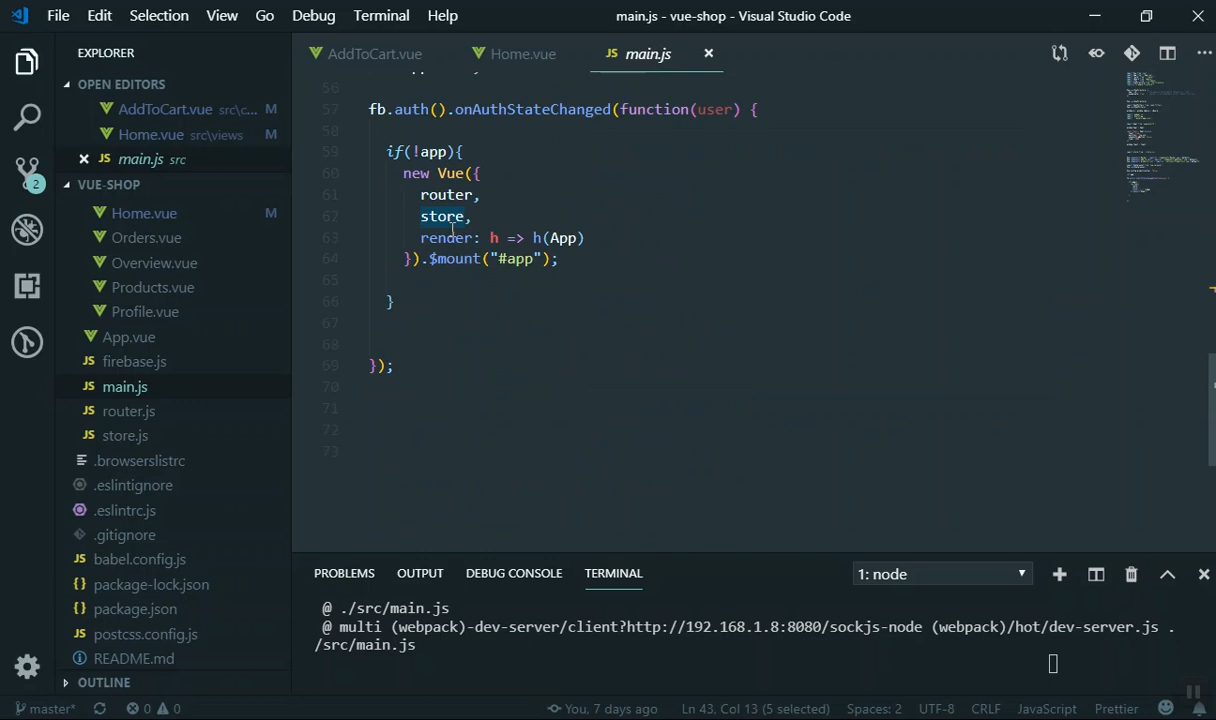 File Edit Selection View Go Debug Terminal Help
main.js - vue-shop - Visual Studio Code
EXPLORER
OPEN EDITORS
AddToCart.vue src\c... M
Home.vue src\views M
main.js src
VUE-SHOP
Home.vue M
Orders.vue
Overview.vue
Products.vue
Profile.vue
App.vue
firebase.js
main.js
router.js
store.js
.browserslistrc
.eslintignore
.eslintrc.js
.gitignore
babel.config.js
package-lock.json
package.json
postcss.config.js
README.md
OUTLINE
2
AddToCart.vue Home.vue main.js
56
57 fb.auth().onAuthStateChanged(function(user) {
58
59 if(!app){
60 new Vue({
61 router,
62 store,
63 render: h => h(App)
64 }).$mount("#app");
65
66 }
67
68
69 });
70
71
72
73
PROBLEMS OUTPUT DEBUG CONSOLE TERMINAL
1: node
@ ./src/main.js
@ multi (webpack)-dev-server/client?http://192.168.1.8:8080/sockjs-node (webpack)/hot/dev-server.js .
/src/main.js
master* 0 0 You, 7 days ago Ln 43, Col 13 (5 selected) Spaces: 2 UTF-8 CRLF JavaScript Prettier